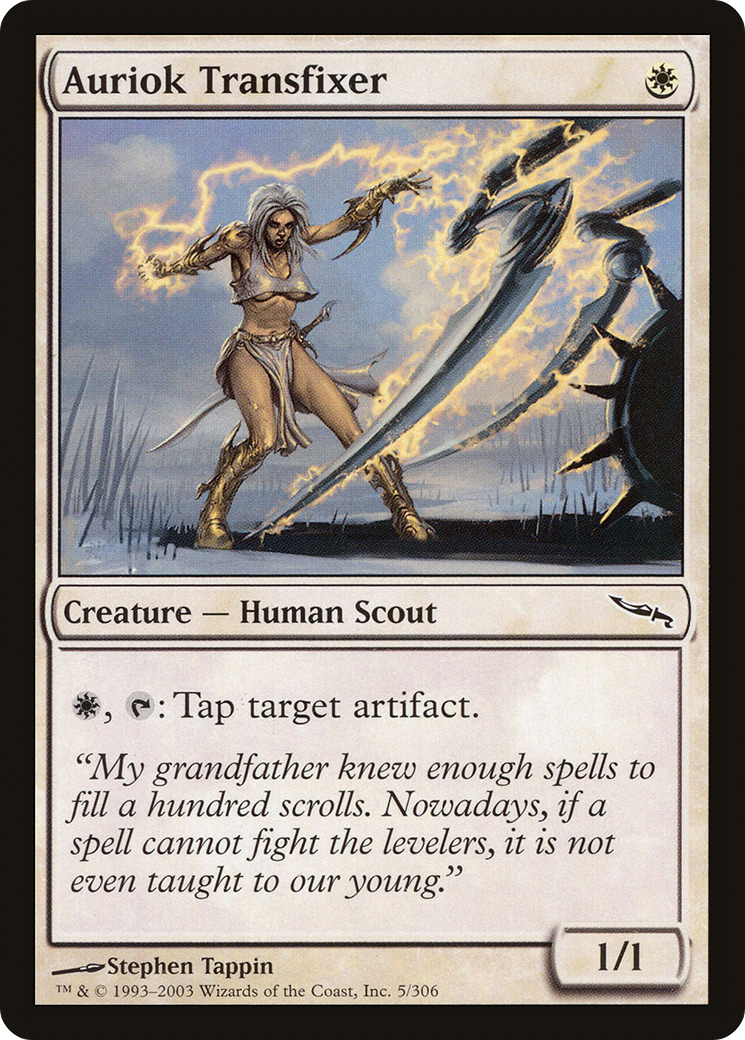 Auriok Transfixer
Creature — Human Scout
, : Tap target artifact.
“My grandfather knew enough spells to
fill a hundred scrolls. Nowadays, if a
spell cannot fight the levelers, it is not
even taught to our young.”
1/1
Stephen Tappin
™ & © 1993–2003 Wizards of the Coast, Inc. 5/306